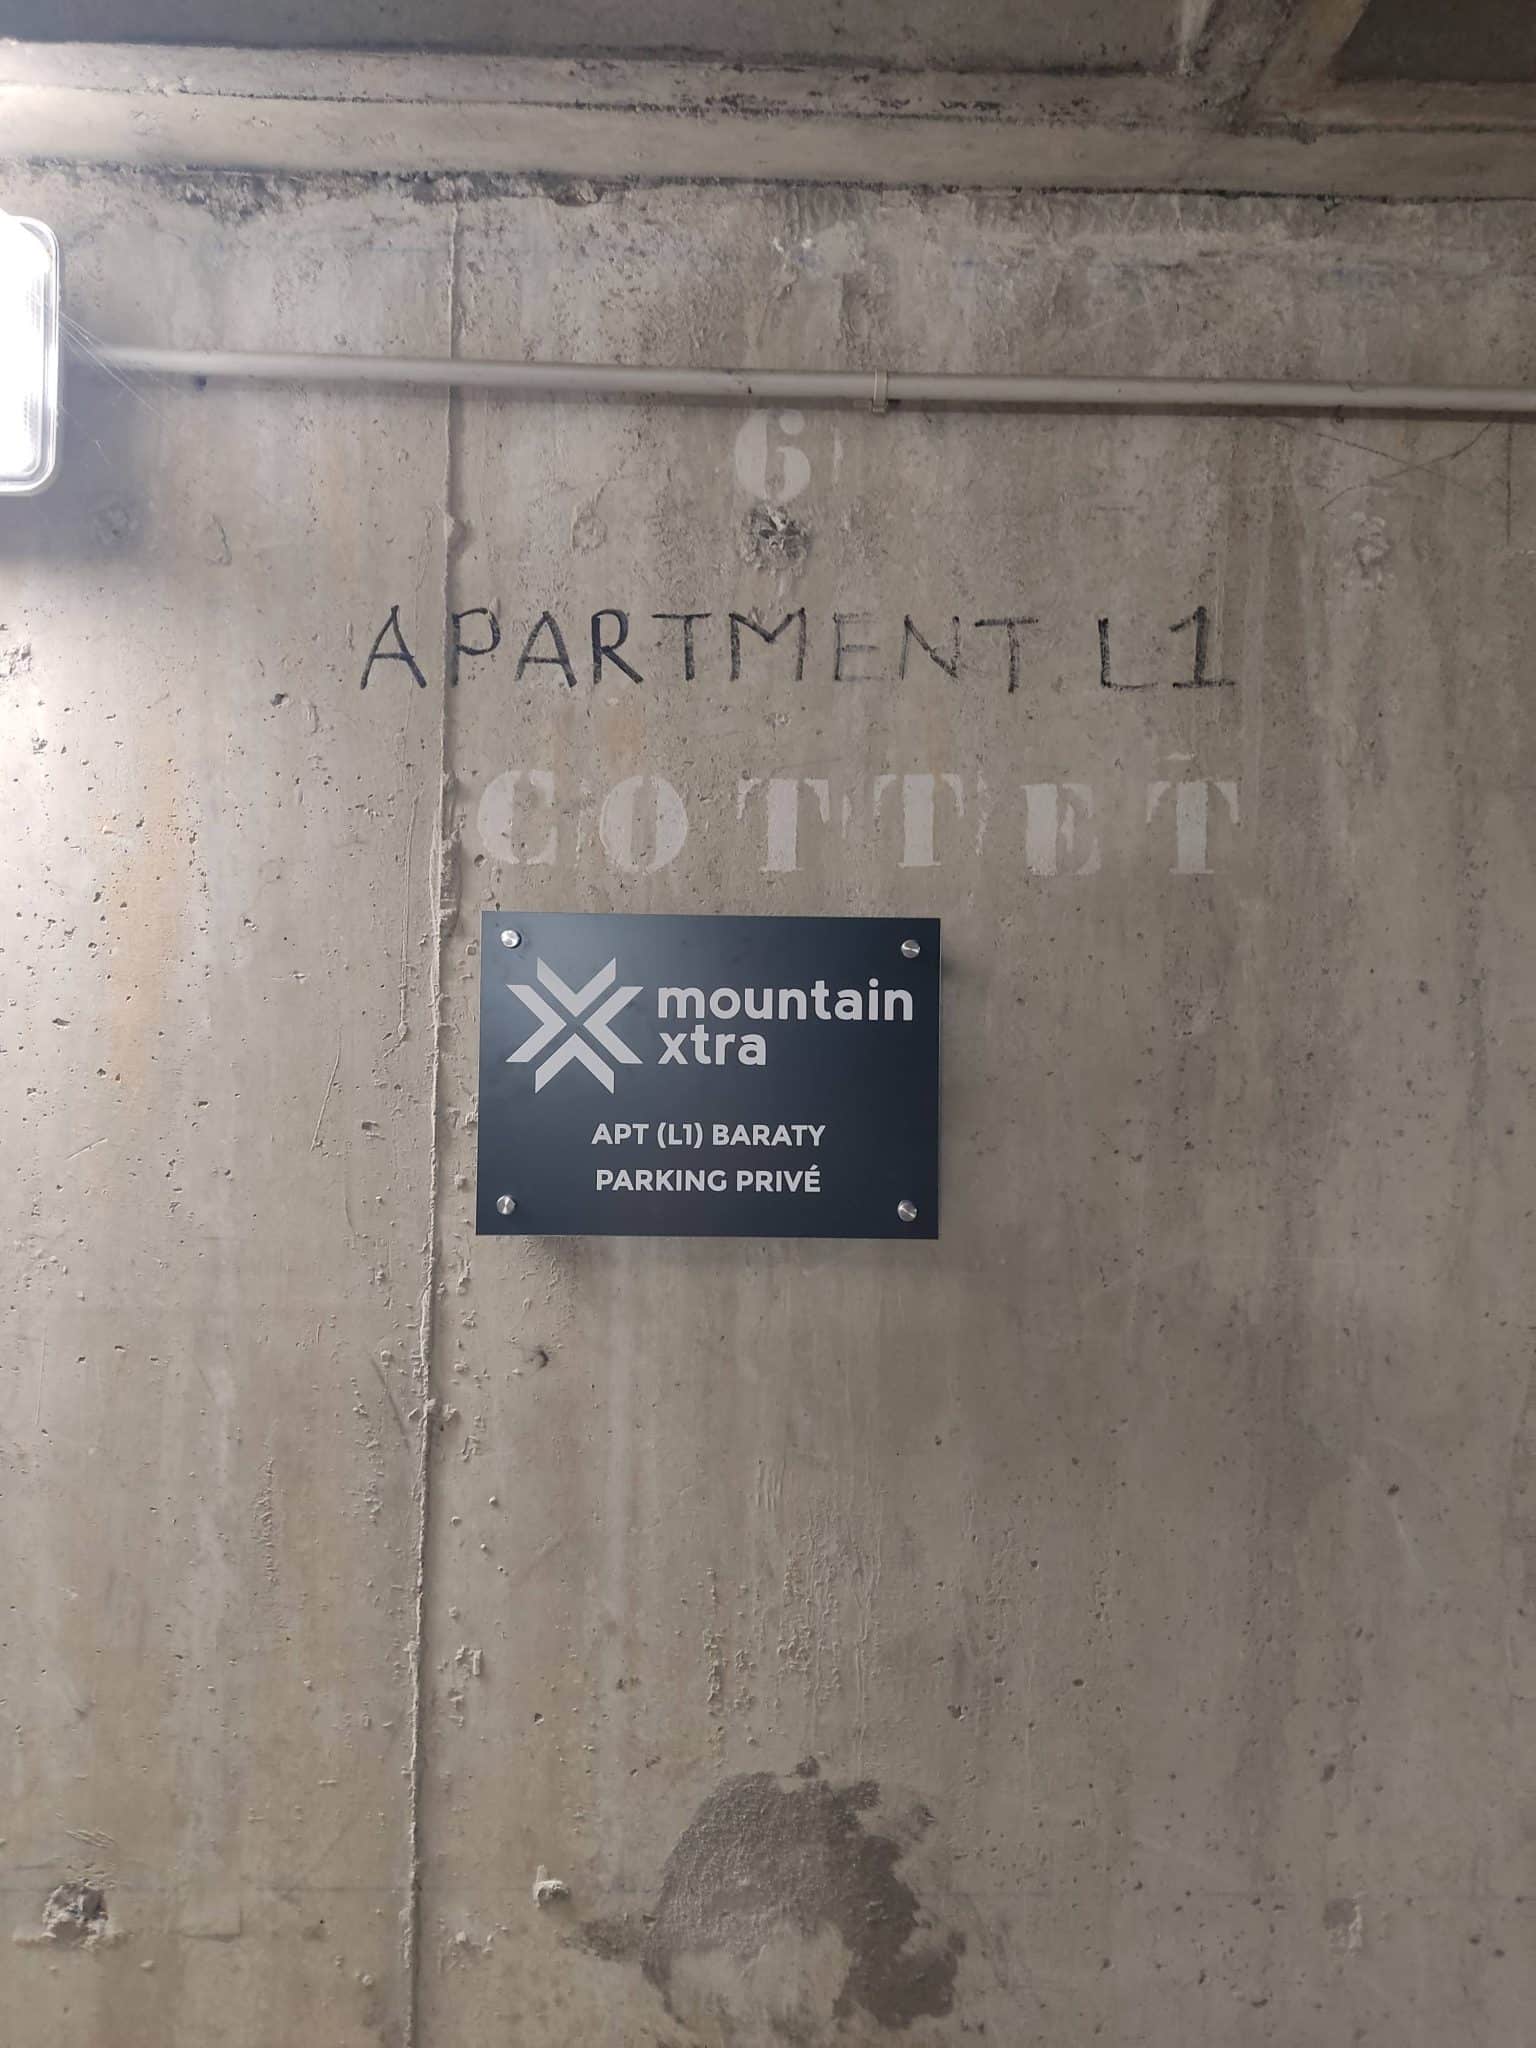 6
APARTMENT L1
COTTET
mountain
xtra
APT (L1) BARATY
PARKING PRIVÉ